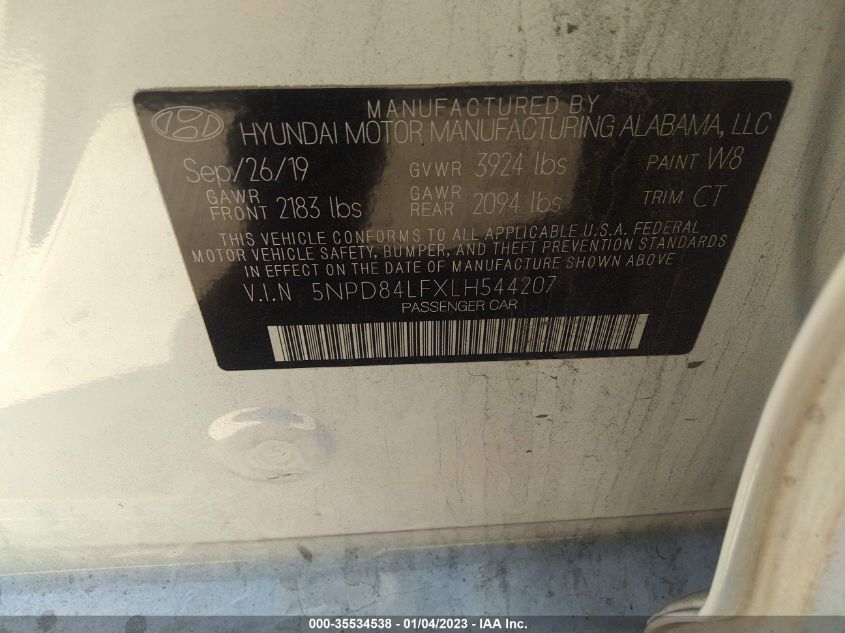 MANUFACTURED BY
HYUNDAI MOTOR MANUFACTURING ALABAMA, LLC
Sep/26/19 GVWR 3924 lbs PAINT W8
GAWR FRONT 2183 lbs GAWR REAR 2094 lbs TRIM CT
THIS VEHICLE CONFORMS TO ALL APPLICABLE U.S.A. FEDERAL
MOTOR VEHICLE SAFETY, BUMPER, AND THEFT PREVENTION STANDARDS
IN EFFECT ON THE DATE OF MANUFACTURE SHOWN ABOVE.
V.I.N 5NPD84LFXLH544207
PASSENGER CAR
000-35534538 - 01/04/2023 - IAA Inc.